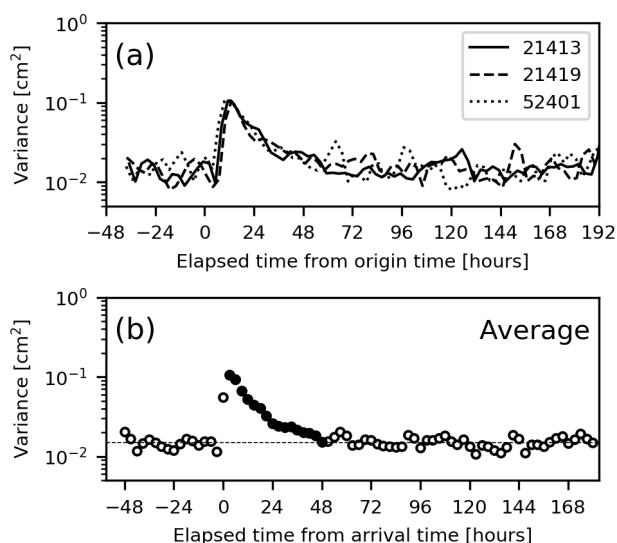 10^0
(a)
21413
21419
52401
10^-1
10^-2
Variance [cm^2]
−48 −24 0 24 48 72 96 120 144 168 192
Elapsed time from origin time [hours]
10^0
(b)
Average
10^-1
10^-2
Variance [cm^2]
−48 −24 0 24 48 72 96 120 144 168
Elapsed time from arrival time [hours]